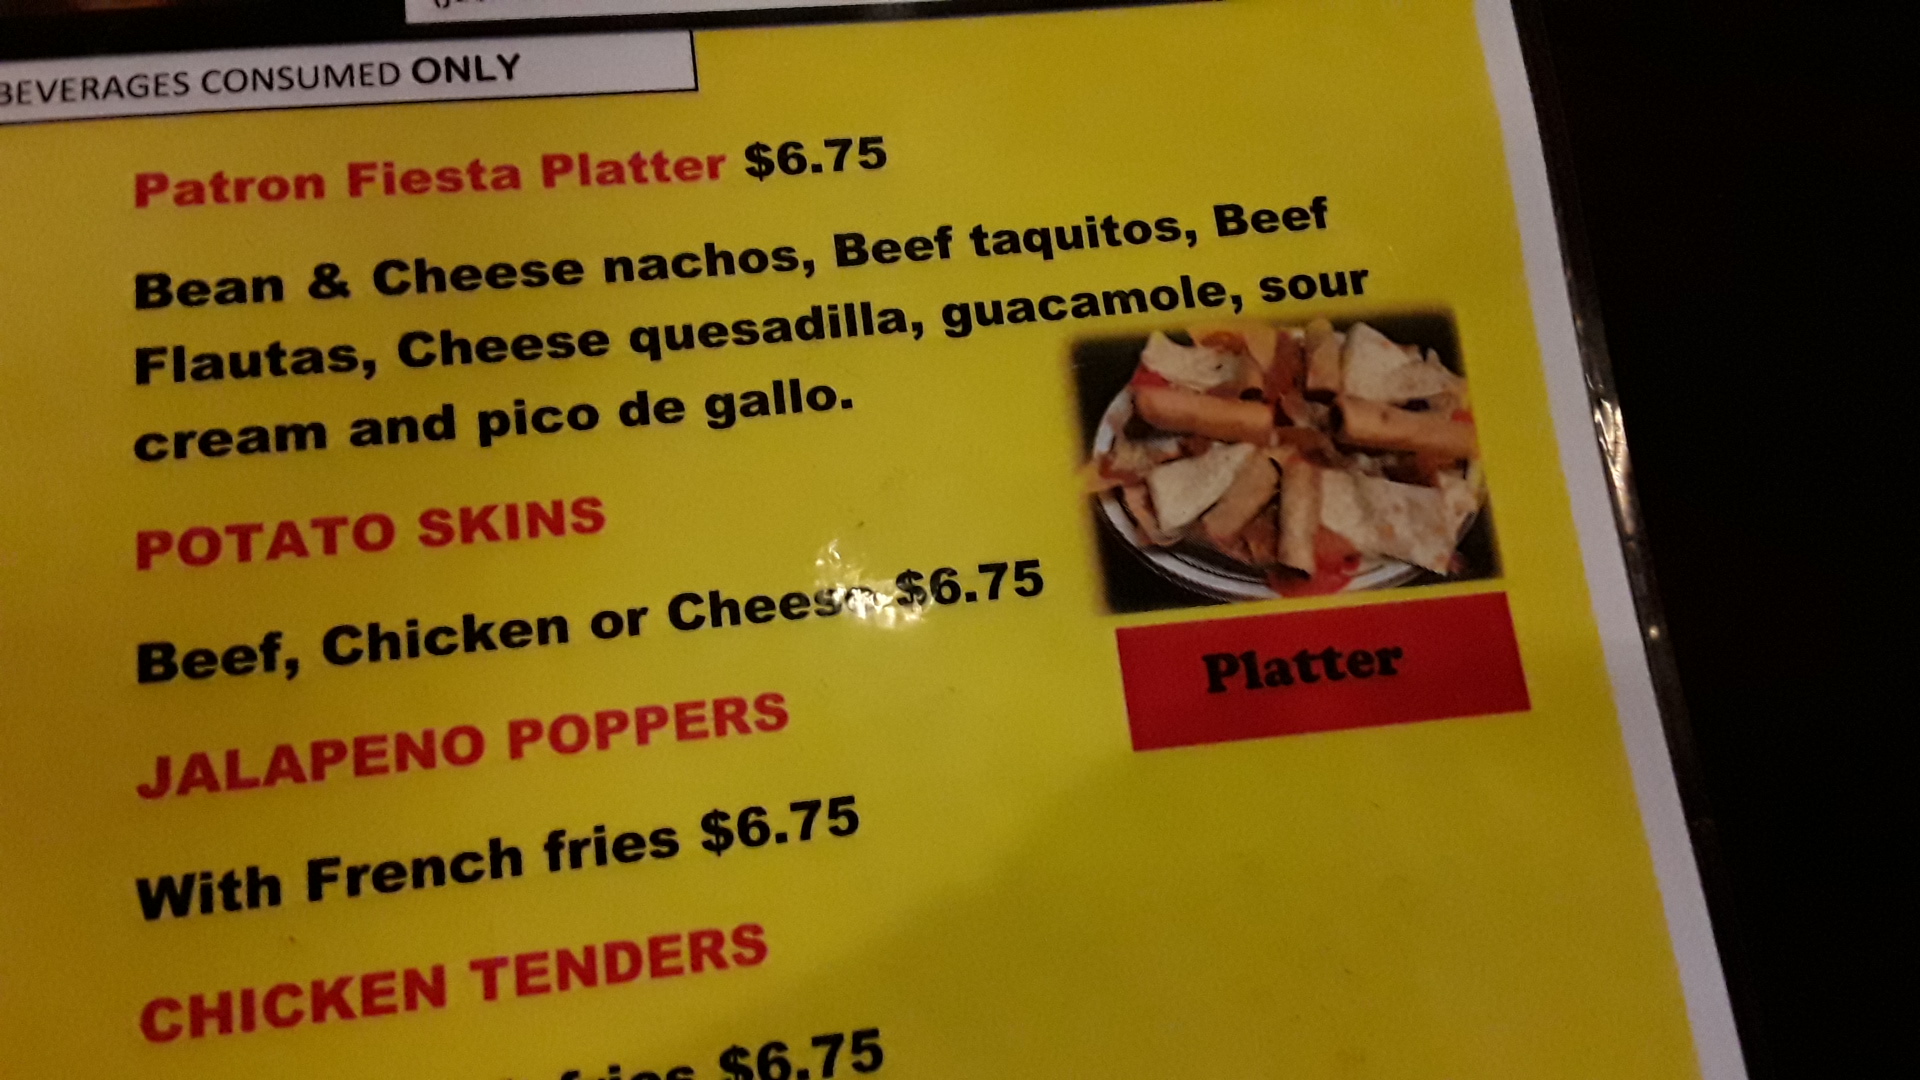 BEVERAGES CONSUMED ONLY
Patron Fiesta Platter $6.75
Bean & Cheese nachos, Beef taquitos, Beef
Flautas, Cheese quesadilla, guacamole, sour
cream and pico de gallo.
POTATO SKINS
Beef, Chicken or Cheese $6.75
Platter
JALAPENO POPPERS
With French fries $6.75
CHICKEN TENDERS
fries $6.75